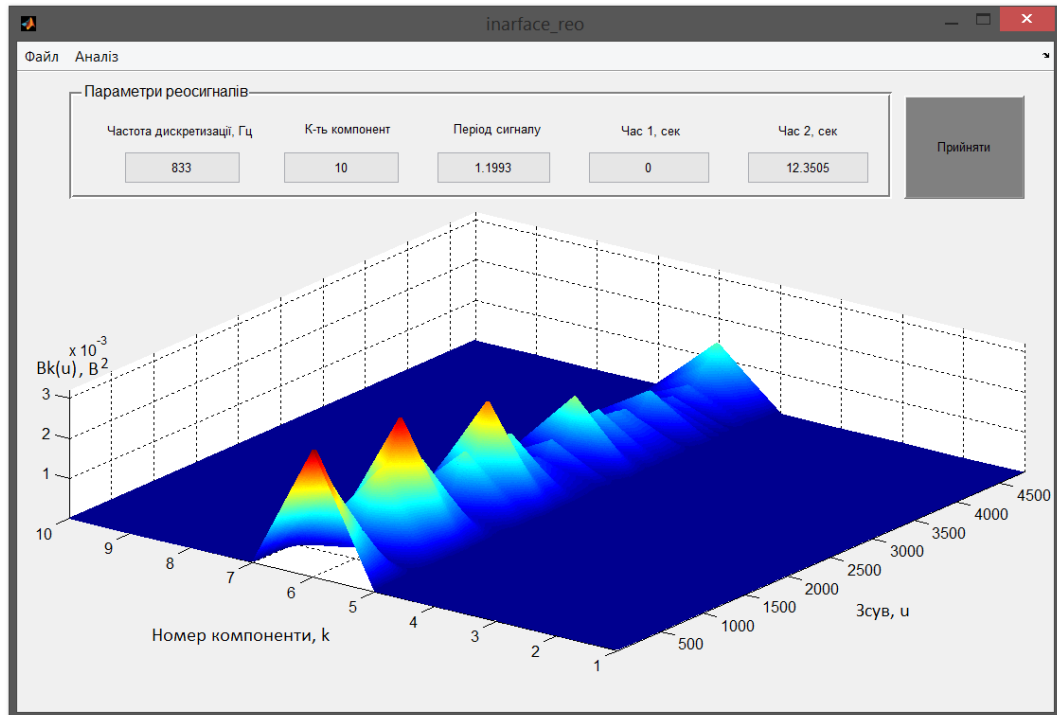 inarface_reo
Файл Аналіз
Параметри реосигналів
Частота дискретизації, Гц К-ть компонент Період сигналу Час 1, сек Час 2, сек
833 10 1.1993 0 12.3505
Прийняти
x 10-3
Bk(u), B2
3
2
1
10
9
8
7
6
5
4
3
2
1
Номер компоненти, k
500
1000
1500
2000
2500
3000
3500
4000
4500
Зсув, u